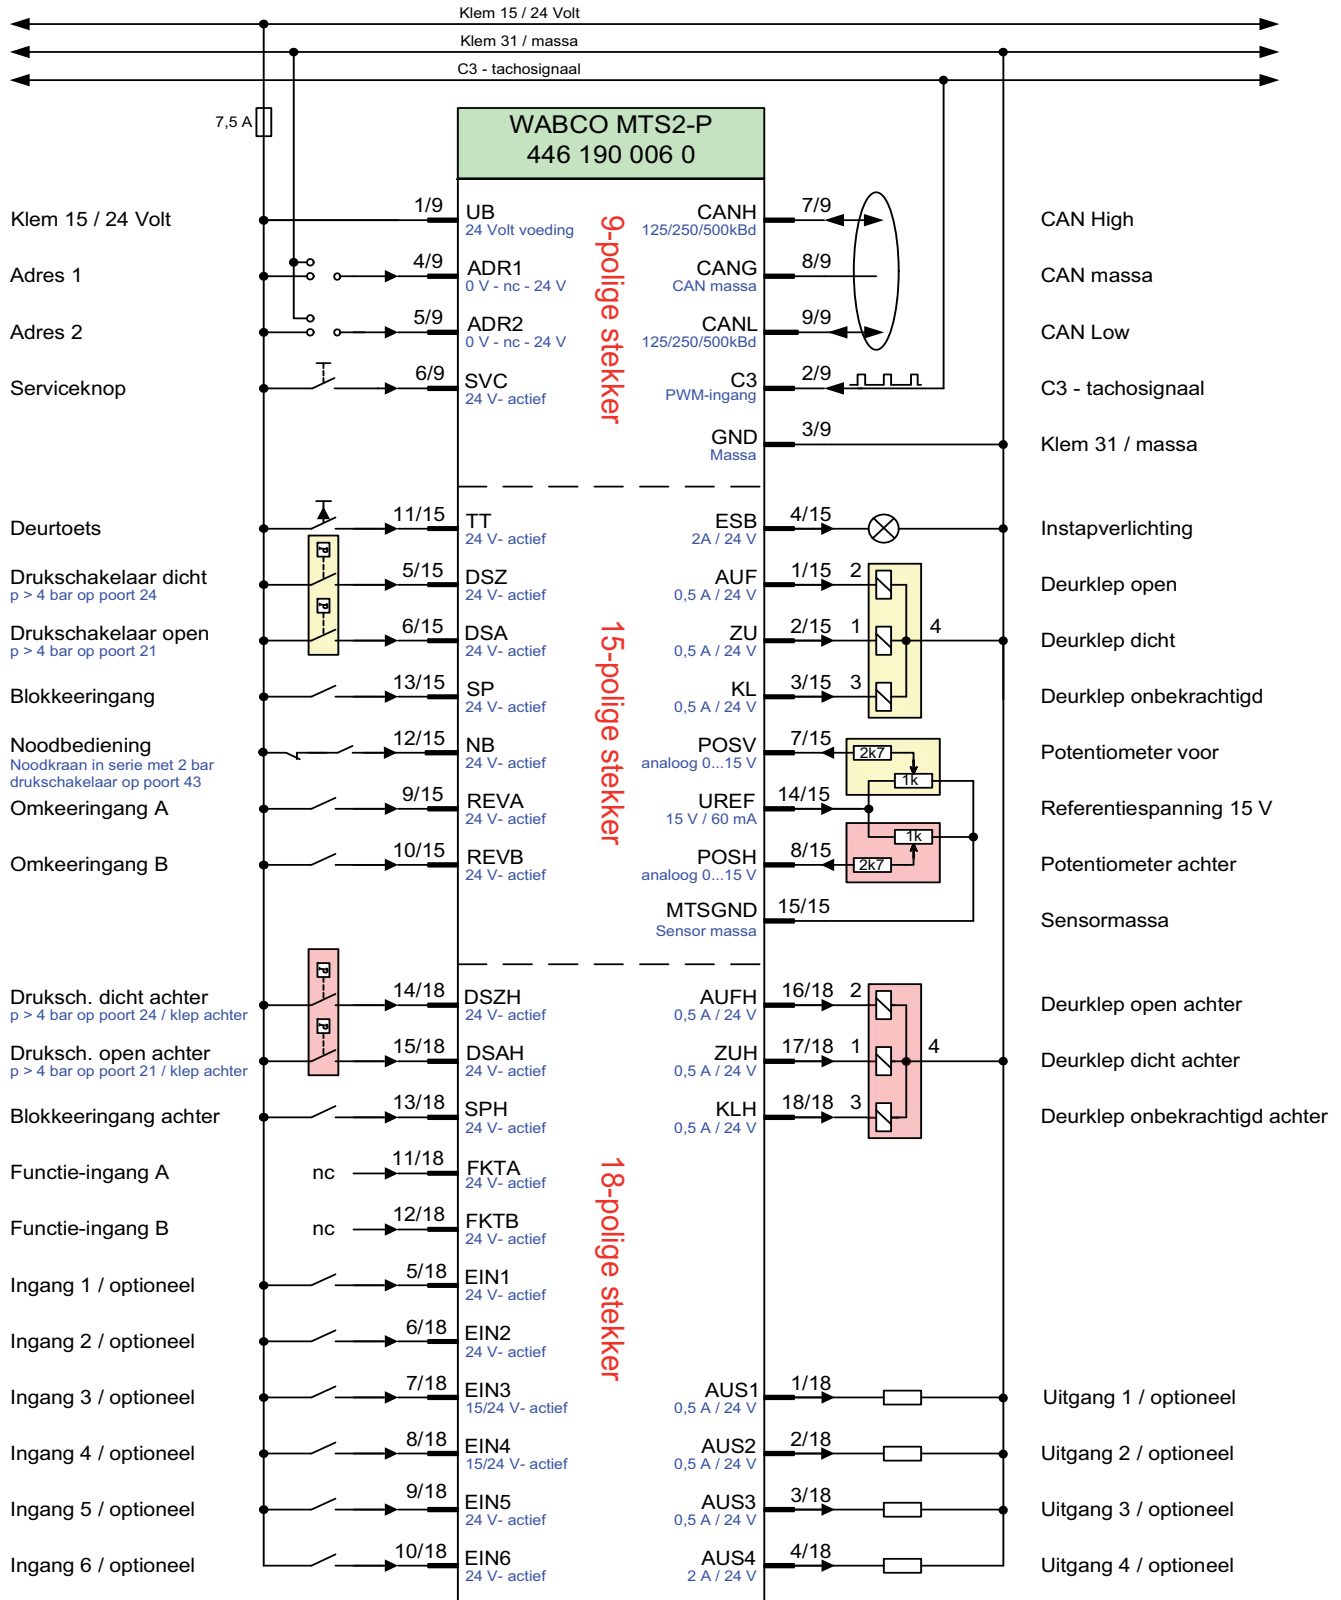 Klem 15 / 24 Volt
Klem 31 / massa
C3 - tachosignaal
7,5 A
WABCO MTS2-P
446 190 006 0
9-polige stekker
Klem 15 / 24 Volt
1/9
UB
24 Volt voeding
CANH
125/250/500kBd
7/9
CAN High
Adres 1
4/9
ADR1
0 V - nc - 24 V
CANG
CAN massa
8/9
CAN massa
Adres 2
5/9
ADR2
0 V - nc - 24 V
CANL
125/250/500kBd
9/9
CAN Low
Serviceknop
6/9
SVC
24 V- actief
C3
PWM-ingang
2/9
C3 - tachosignaal
GND
Massa
3/9
Klem 31 / massa
15-polige stekker
Deurtoets
11/15
TT
24 V- actief
ESB
2A / 24 V
4/15
Instapverlichting
Drukschakelaar dicht
p > 4 bar op poort 24
P
5/15
DSZ
24 V- actief
AUF
0,5 A / 24 V
1/15
2
Deurklep open
Drukschakelaar open
p > 4 bar op poort 21
P
6/15
DSA
24 V- actief
ZU
0,5 A / 24 V
2/15
1
4
Deurklep dicht
Blokkeeringang
13/15
SP
24 V- actief
KL
0,5 A / 24 V
3/15
3
Deurklep onbekrachtigd
Noodbediening
Noodkraan in serie met 2 bar
drukschakelaar op poort 43
12/15
NB
24 V- actief
POSV
analoog 0...15 V
7/15
2k7
1k
Potentiometer voor
Omkeeringang A
9/15
REVA
24 V- actief
UREF
15 V / 60 mA
14/15
Referentiespanning 15 V
Omkeeringang B
10/15
REVB
24 V- actief
POSH
analoog 0...15 V
8/15
1k
2k7
Potentiometer achter
MTSGND
Sensor massa
15/15
Sensormassa
18-polige stekker
Druksch. dicht achter
p > 4 bar op poort 24 / klep achter
P
14/18
DSZH
24 V- actief
AUFH
0,5 A / 24 V
16/18
2
Deurklep open achter
Druksch. open achter
p > 4 bar op poort 21 / klep achter
P
15/18
DSAH
24 V- actief
ZUH
0,5 A / 24 V
17/18
1
4
Deurklep dicht achter
Blokkeeringang achter
13/18
SPH
24 V- actief
KLH
0,5 A / 24 V
18/18
3
Deurklep onbekrachtigd achter
Functie-ingang A
nc
11/18
FKTA
24 V- actief
Functie-ingang B
nc
12/18
FKTB
24 V- actief
Ingang 1 / optioneel
5/18
EIN1
24 V- actief
Ingang 2 / optioneel
6/18
EIN2
24 V- actief
Ingang 3 / optioneel
7/18
EIN3
15/24 V- actief
AUS1
0,5 A / 24 V
1/18
Uitgang 1 / optioneel
Ingang 4 / optioneel
8/18
EIN4
15/24 V- actief
AUS2
0,5 A / 24 V
2/18
Uitgang 2 / optioneel
Ingang 5 / optioneel
9/18
EIN5
24 V- actief
AUS3
0,5 A / 24 V
3/18
Uitgang 3 / optioneel
Ingang 6 / optioneel
10/18
EIN6
24 V- actief
AUS4
2 A / 24 V
4/18
Uitgang 4 / optioneel